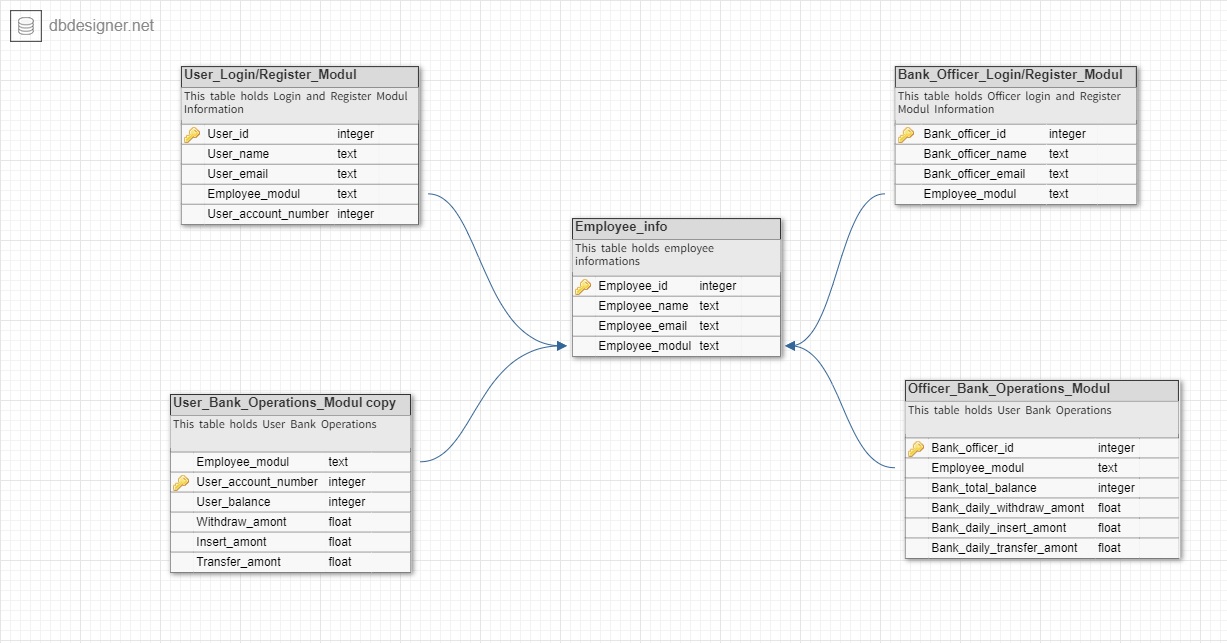 dbdesigner.net
User_Login/Register_Modul
This table holds Login and Register Modul
Information
User_id integer
User_name text
User_email text
Employee_modul text
User_account_number integer
Bank_Officer_Login/Register_Modul
This table holds Officer login and Register
Modul Information
Bank_officer_id integer
Bank_officer_name text
Bank_officer_email text
Employee_modul text
Employee_info
This table holds employee
informations
Employee_id integer
Employee_name text
Employee_email text
Employee_modul text
User_Bank_Operations_Modul copy
This table holds User Bank Operations
Employee_modul text
User_account_number integer
User_balance integer
Withdraw_amont float
Insert_amont float
Transfer_amont float
Officer_Bank_Operations_Modul
This table holds User Bank Operations
Bank_officer_id integer
Employee_modul text
Bank_total_balance integer
Bank_daily_withdraw_amont float
Bank_daily_insert_amont float
Bank_daily_transfer_amont float